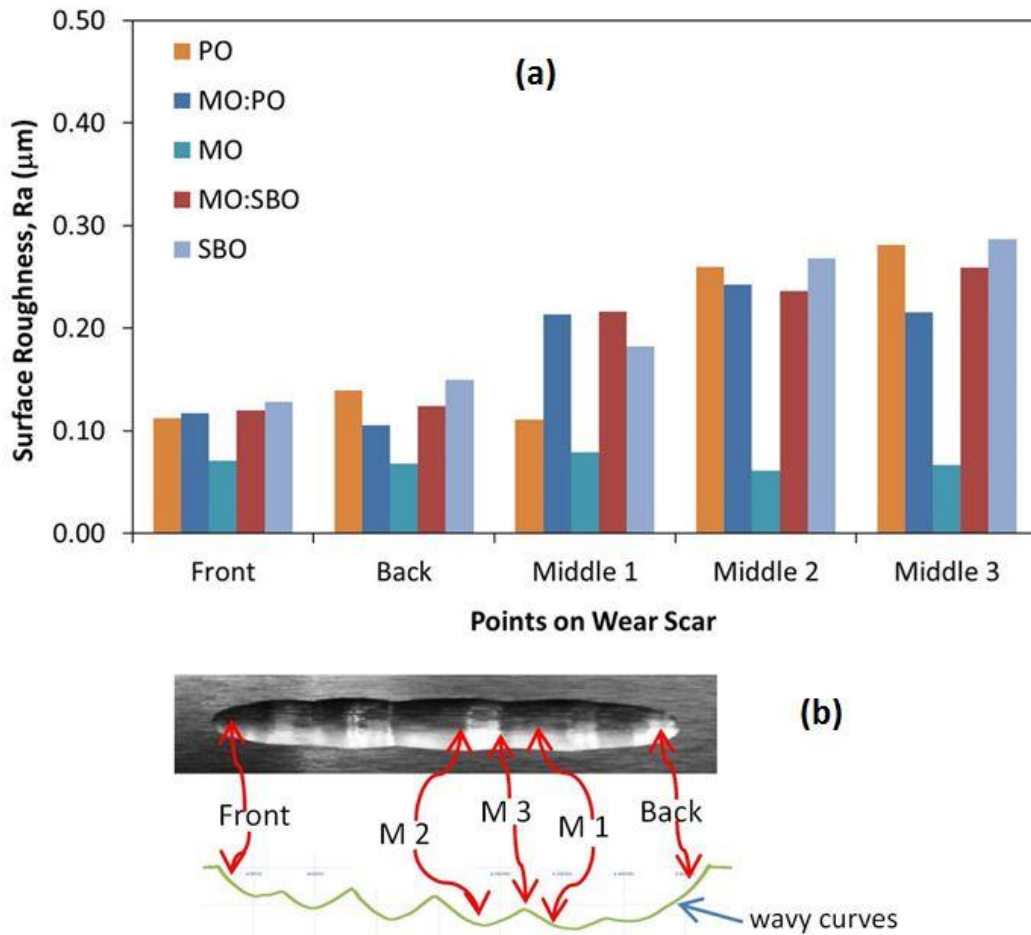 0.50
0.40
0.30
0.20
0.10
0.00
Surface Roughness, Ra (μm)
PO
MO:PO
MO
MO:SBO
SBO
(a)
Front
Back
Middle 1
Middle 2
Middle 3
Points on Wear Scar
(b)
Front
M 2
M 3
M 1
Back
wavy curves